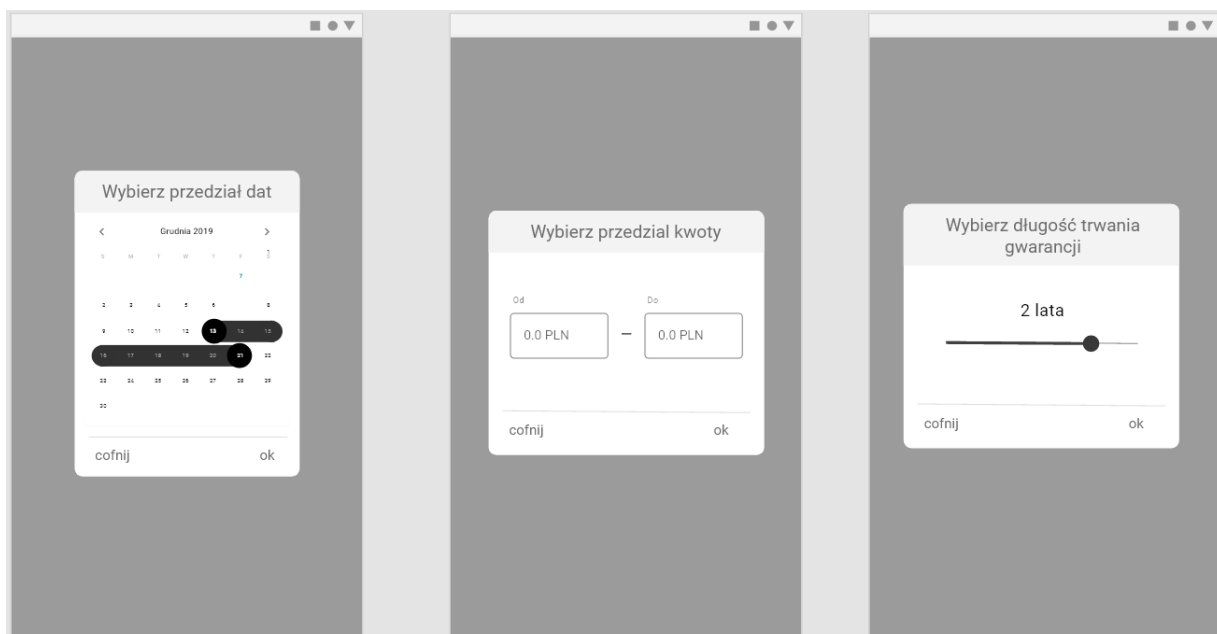 Wybierz przedział dat
Grudnia 2019
S M T W T F S
1
7
2 3 4 5 6 8
9 10 11 12 13 14 15
16 17 18 19 20 21 22
23 24 25 26 27 28 29
30
cofnij ok
Wybierz przedzial kwoty
Od Do
0.0 PLN – 0.0 PLN
cofnij ok
Wybierz długość trwania
gwarancji
2 lata
cofnij ok